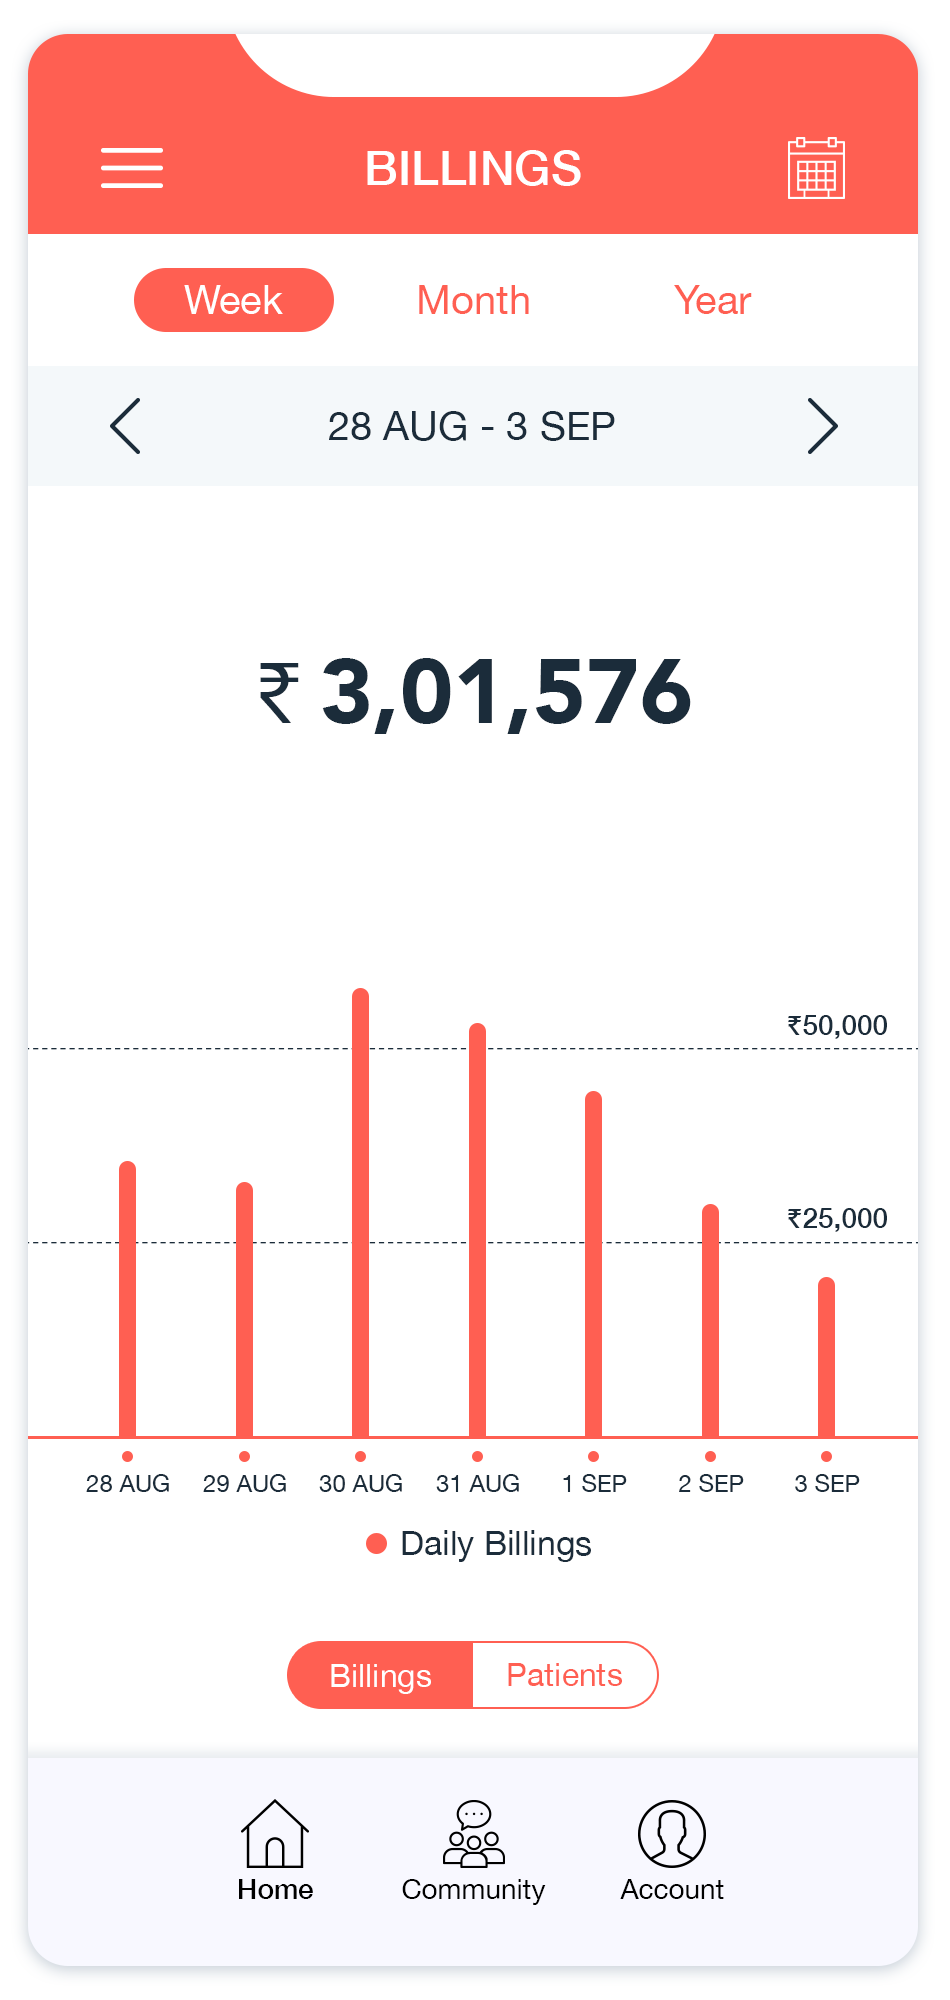 BILLINGS
Week Month Year
28 AUG - 3 SEP
₹ 3,01,576
₹50,000
₹25,000
28 AUG 29 AUG 30 AUG 31 AUG 1 SEP 2 SEP 3 SEP
Daily Billings
Billings Patients
Home Community Account